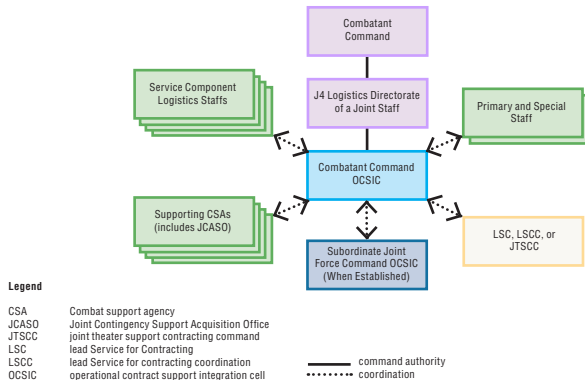 Combatant
Command
Service Component
Logistics Staffs
J4 Logistics Directorate
of a Joint Staff
Primary and Special
Staff
Combatant Command
OCSIC
Supporting CSAs
(includes JCASO)
Subordinate Joint
Force Command OCSIC
(When Established)
LSC, LSCC, or
JTSCC
Legend
CSA Combat support agency
JCASO Joint Contingency Support Acquisition Office
JTSCC joint theater support contracting command
LSC lead Service for Contracting
LSCC lead Service for contracting coordination
OCSIC operational contract support integration cell
command authority
coordination